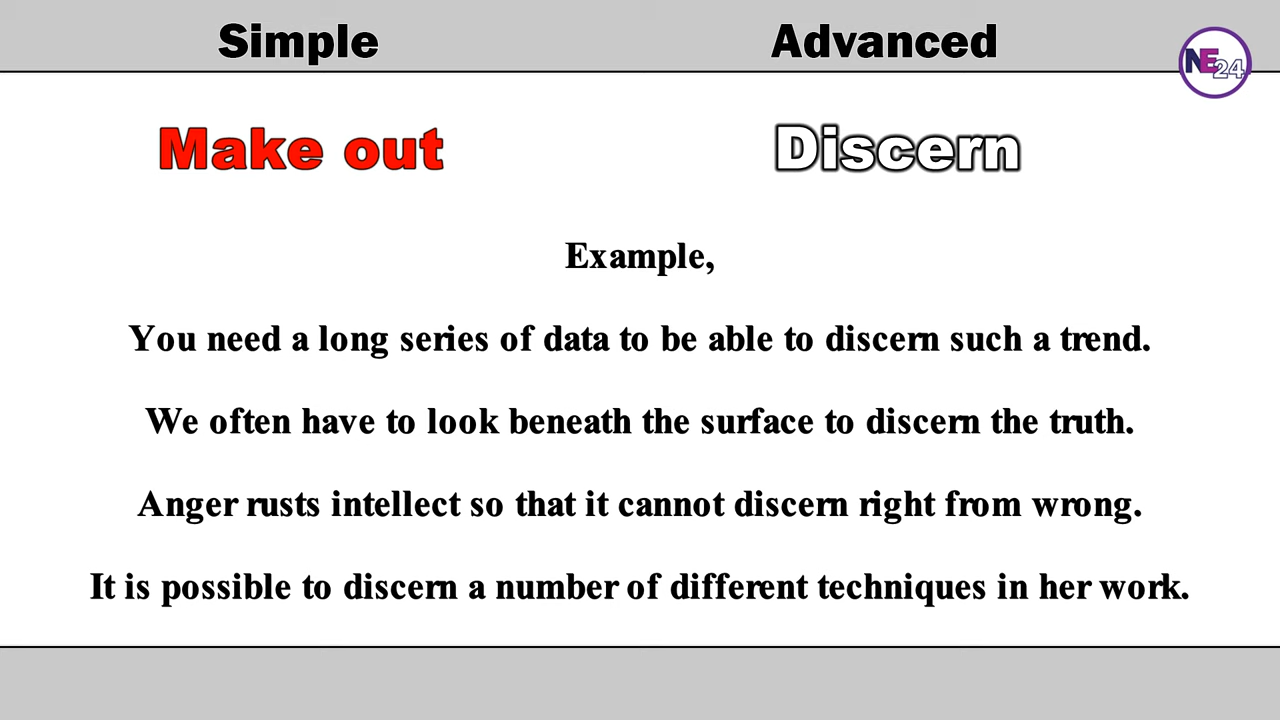 Simple Advanced
NE24
Make out Discern
Example,
You need a long series of data to be able to discern such a trend.
We often have to look beneath the surface to discern the truth.
Anger rusts intellect so that it cannot discern right from wrong.
It is possible to discern a number of different techniques in her work.